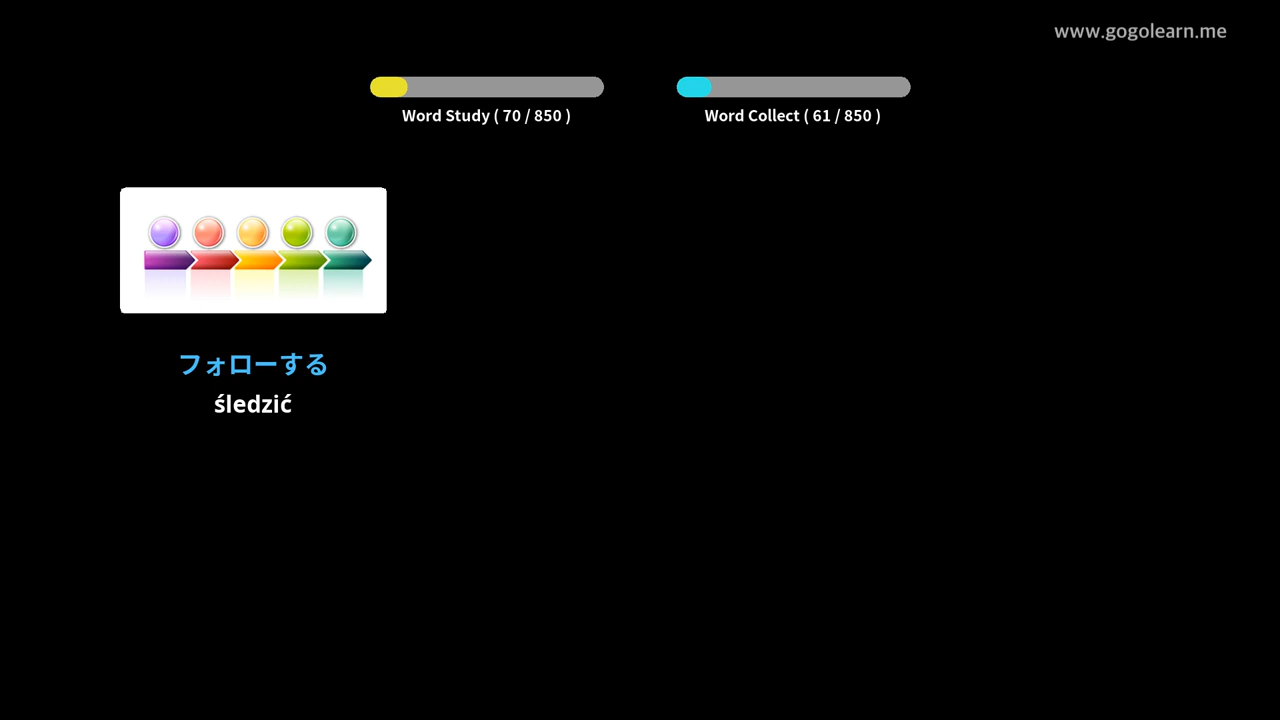 www.gogolearn.me
Word Study ( 70 / 850 )
Word Collect ( 61 / 850 )
フォローする
śledzić